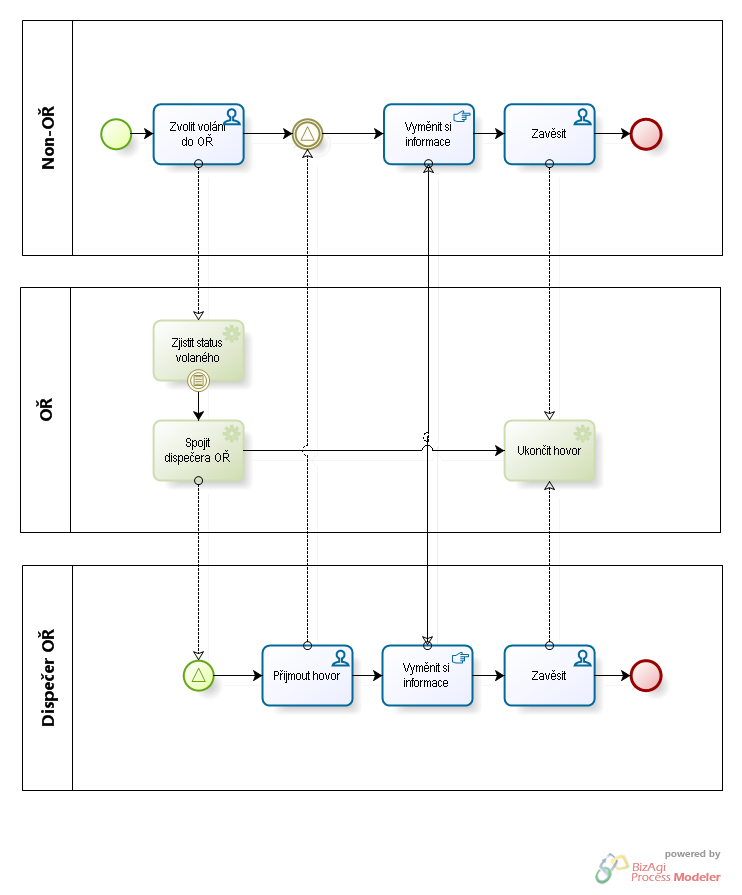 Non-OŘ
Zvolit volání
do OŘ
Vyměnit si
informace
Zavěsit
OŘ
Zjistit status
volaného
Spojit
dispečera OŘ
Ukončit hovor
Dispečer OŘ
Přijmout hovor
Vyměnit si
informace
Zavěsit
powered by
BizAgi
Process Modeler